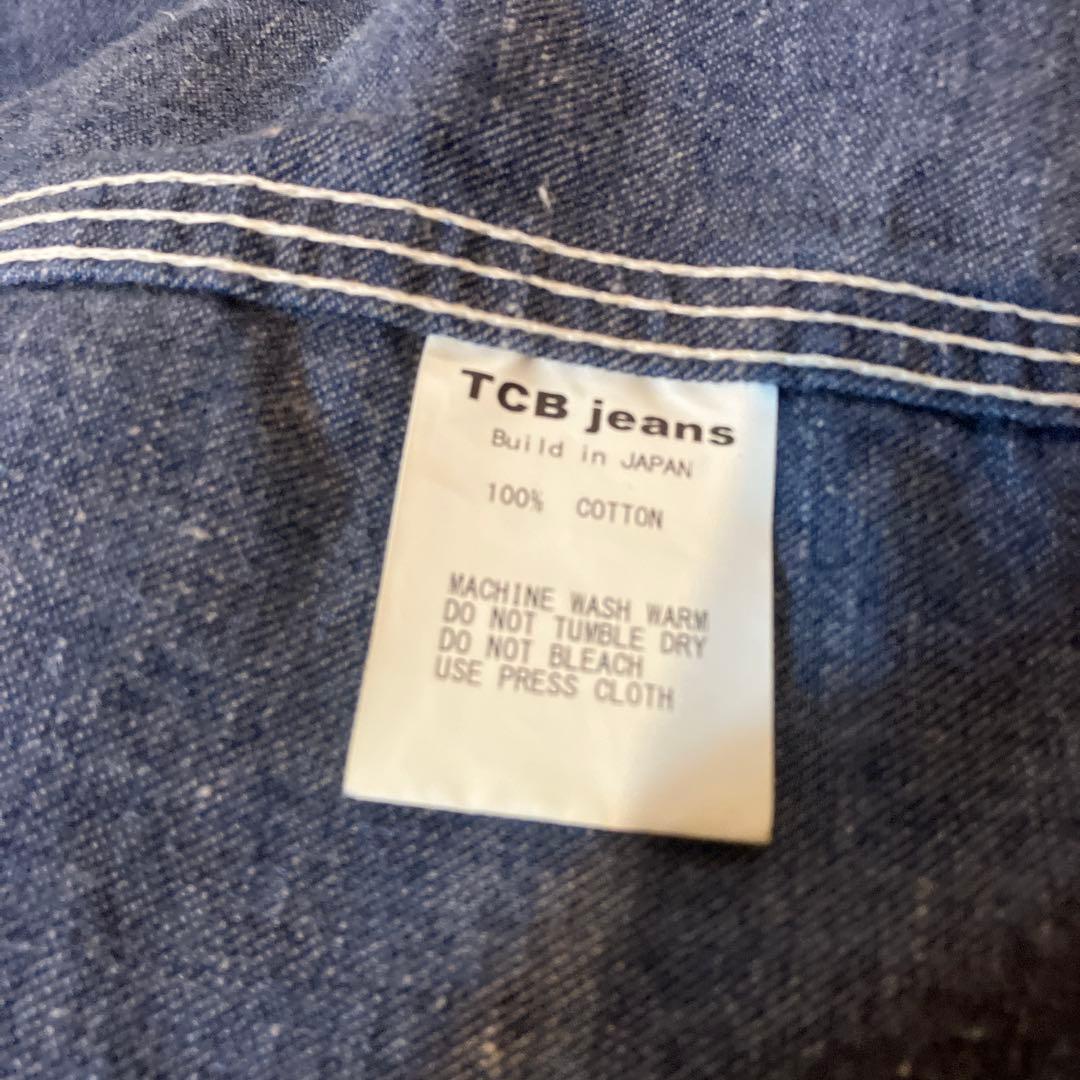 TCB jeans
Build in JAPAN
100% COTTON
MACHINE WASH WARM
DO NOT TUMBLE DRY
DO NOT BLEACH
USE PRESS CLOTH